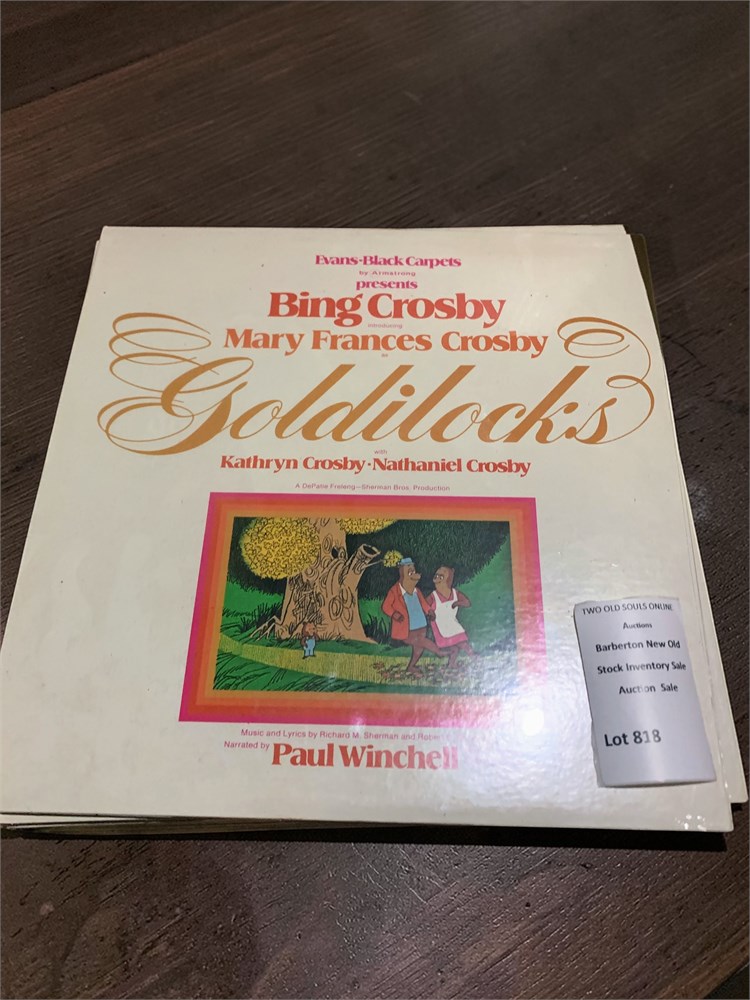 Evans-Black Carpets
by Armstrong
presents
Bing Crosby
introducing
Mary Frances Crosby
as
Goldilocks
with
Kathryn Crosby·Nathaniel Crosby
A DePatie Freleng—Sherman Bros. Production
Music and Lyrics by Richard M. Sherman and
Narrated by Paul Winchell
TWO OLD SOULS ONLINE
Auctions
Barberton New Old
Stock Inventory Sale
Auction Sale
Lot 818